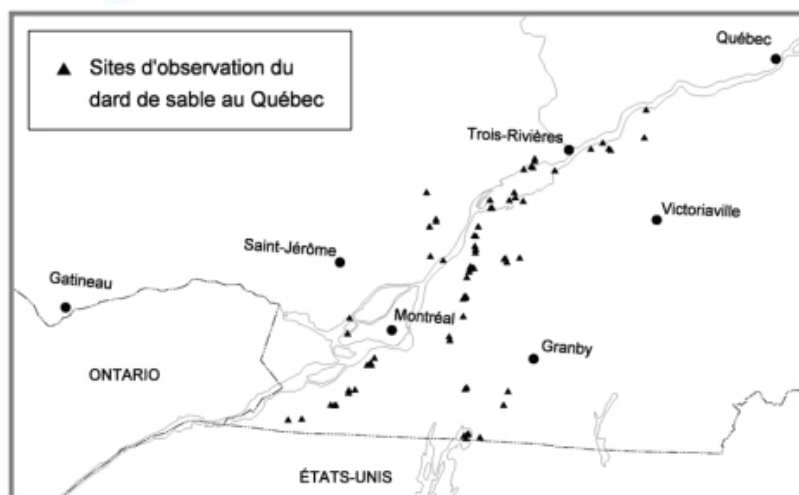 Sites d'observation du
dard de sable au Québec
Québec
Trois-Rivières
Victoriaville
Saint-Jérôme
Gatineau
Montréal
Granby
ONTARIO
ÉTATS-UNIS